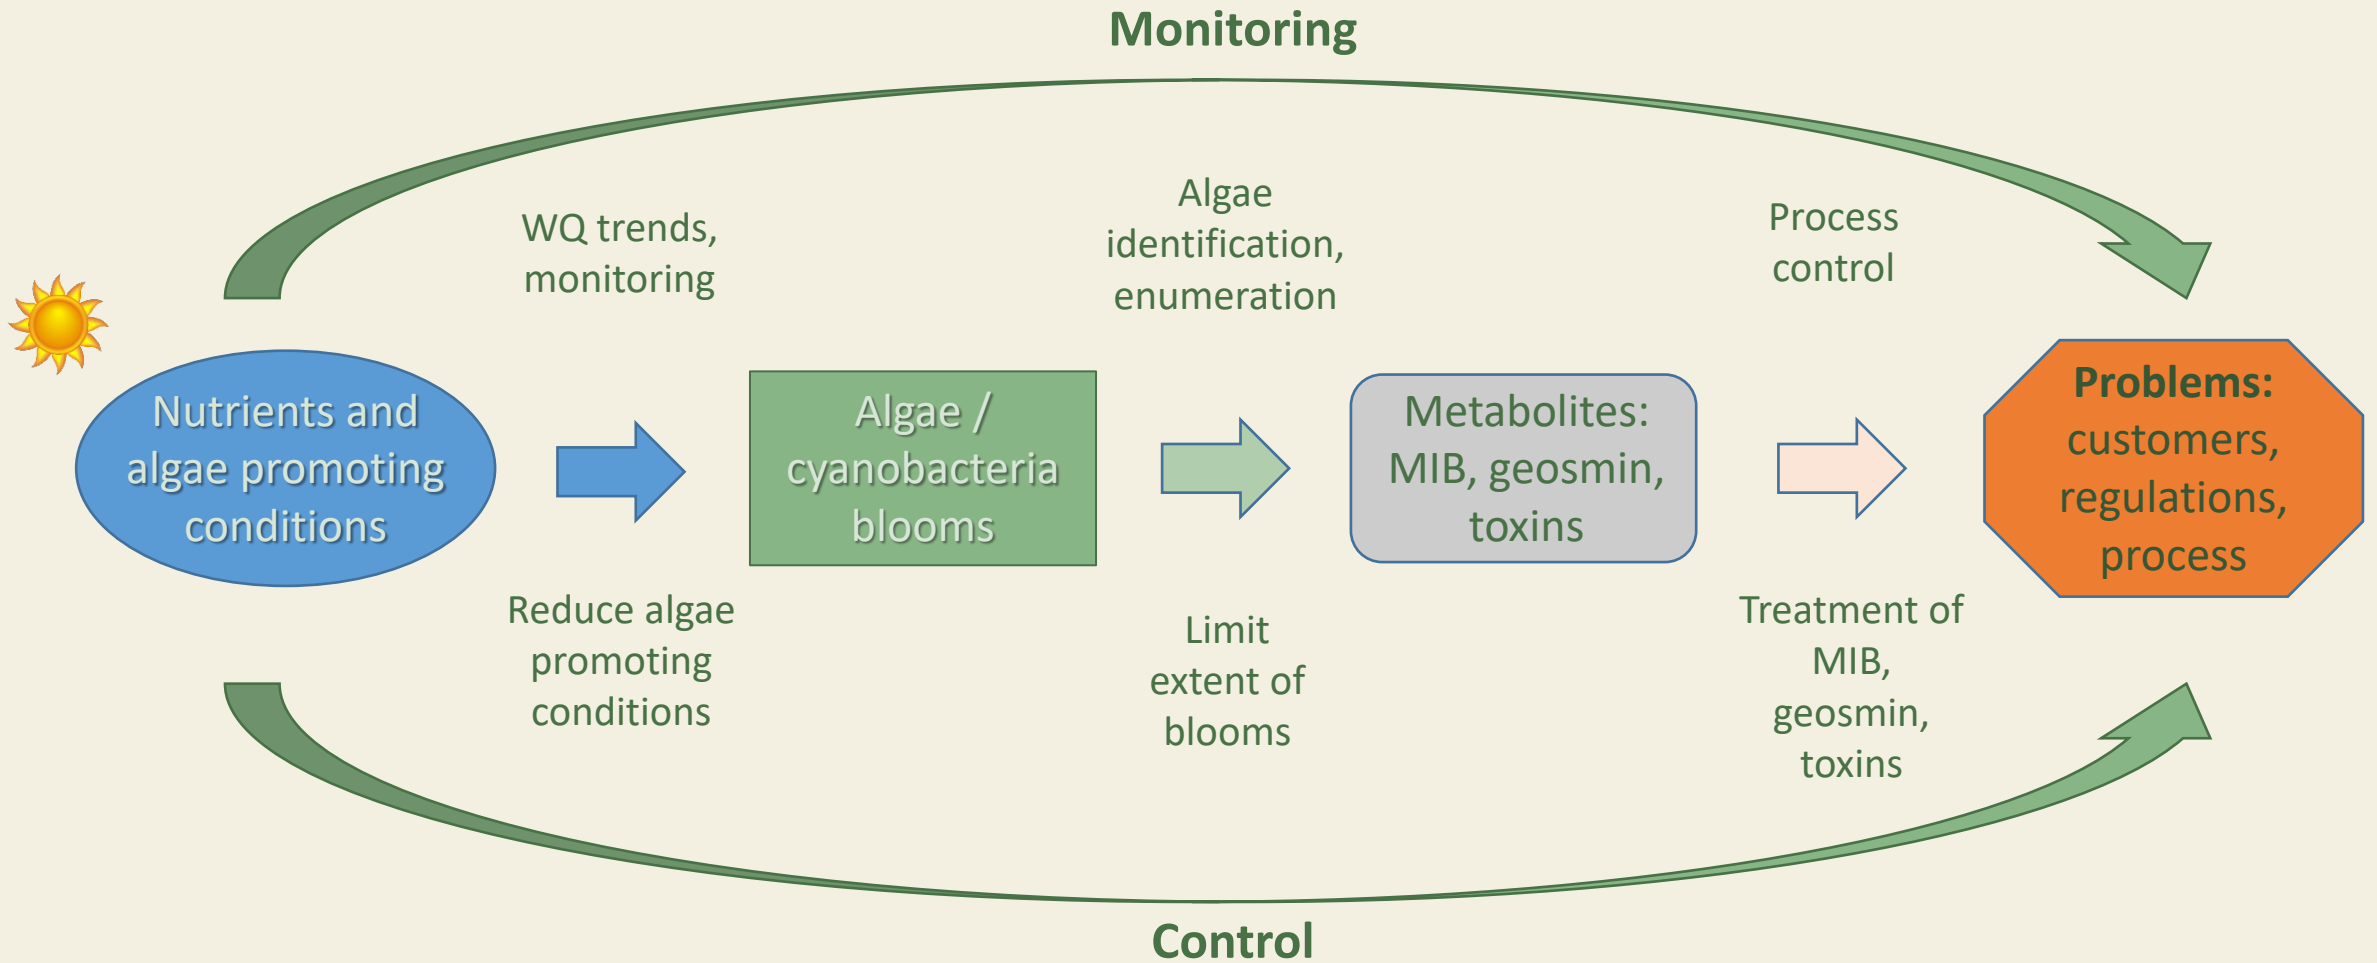 Monitoring
WQ trends,
monitoring
Algae
identification,
enumeration
Process
control
Nutrients and
algae promoting
conditions
Algae /
cyanobacteria
blooms
Metabolites:
MIB, geosmin,
toxins
Problems:
customers,
regulations,
process
Reduce algae
promoting
conditions
Limit
extent of
blooms
Treatment of
MIB,
geosmin,
toxins
Control